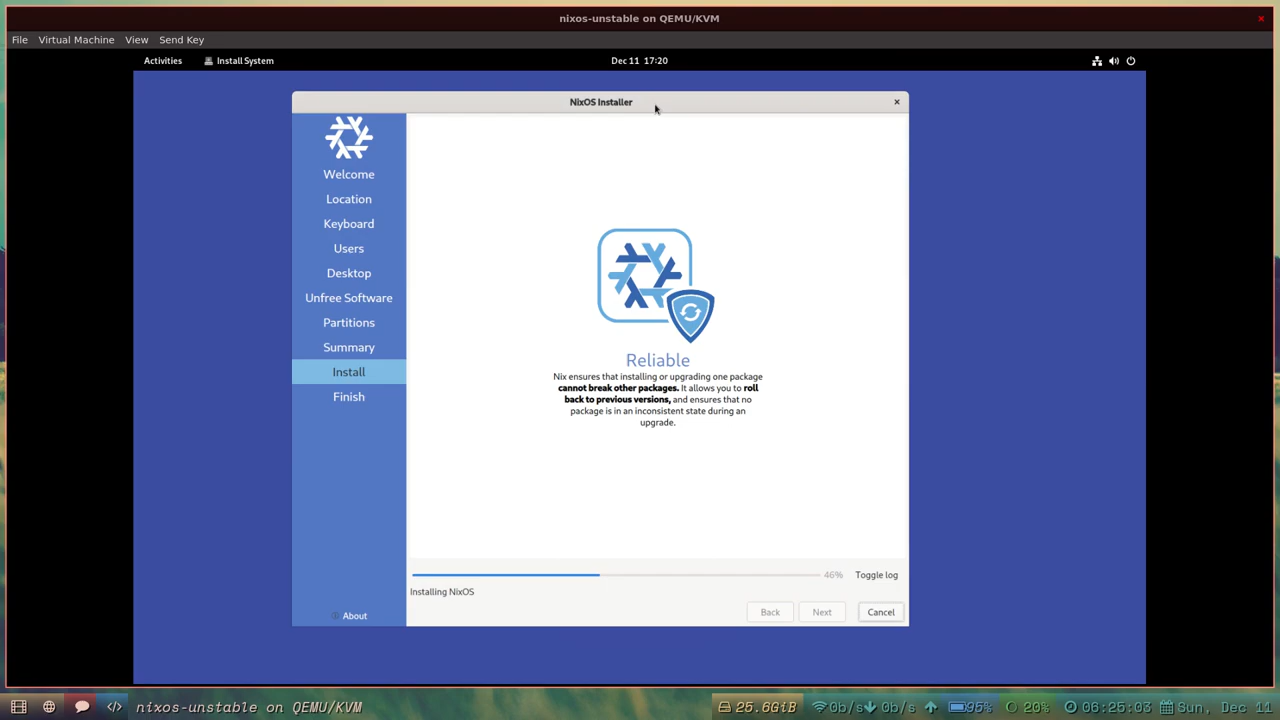 nixos-unstable on QEMU/KVM
File Virtual Machine View Send Key
Activities Install System Dec 11 17:20
NixOS Installer
Welcome
Location
Keyboard
Users
Desktop
Unfree Software
Partitions
Summary
Install
Finish
About
Reliable
Nix ensures that installing or upgrading one package
cannot break other packages. It allows you to roll
back to previous versions, and ensures that no
package is in an inconsistent state during an
upgrade.
46% Toggle log
Installing NixOS
Back Next Cancel
nixos-unstable on QEMU/KVM 25.6GiB 0b/s 0b/s 95% 20% 06:25:03 Sun, Dec 11